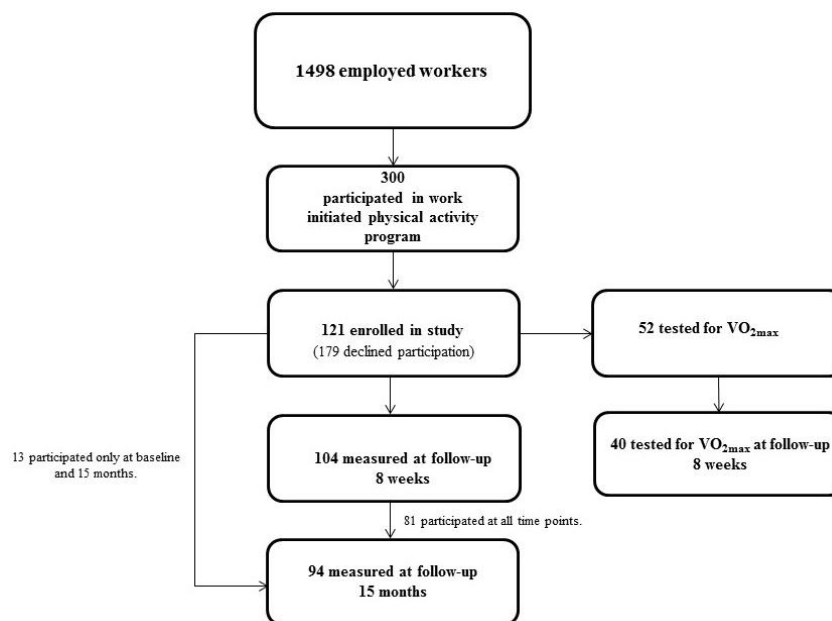 1498 employed workers
300
participated in work
initiated physical activity
program
121 enrolled in study
(179 declined participation)
52 tested for VO₂max
13 participated only at baseline
and 15 months.
104 measured at follow-up
8 weeks
40 tested for VO₂max at follow-up
8 weeks
81 participated at all time points.
94 measured at follow-up
15 months